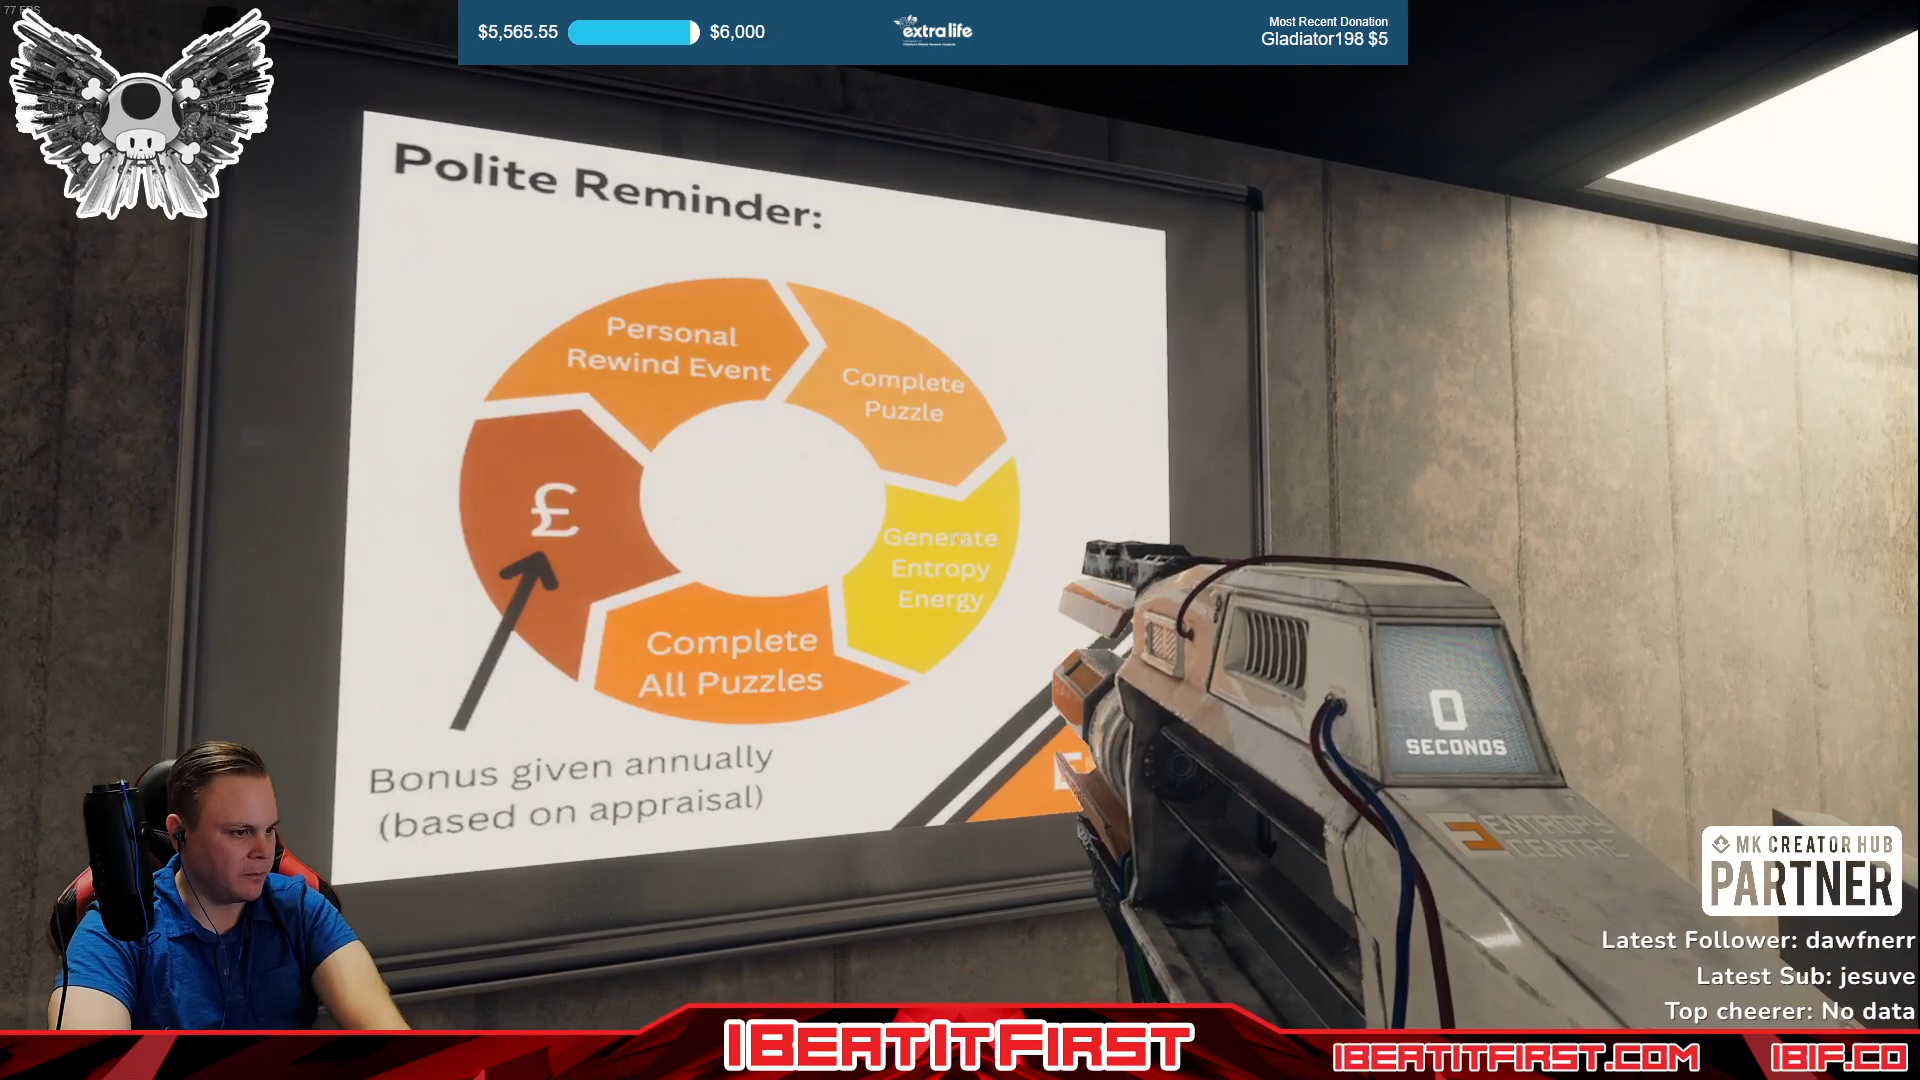 77 FPS
$5,565.55
$6,000
extra life
Most Recent Donation
Gladiator198 $5
Polite Reminder:
Personal
Rewind Event
Complete
Puzzle
£
Generate
Entropy
Energy
Complete
All Puzzles
Bonus given annually
(based on appraisal)
E
0
SECONDS
ENTROPY
CENTRE
MK CREATOR HUB
PARTNER
Latest Follower: dawfnerr
Latest Sub: jesuve
Top cheerer: No data
IBEATITFIRST
IBEATITFIRST.COM
IBIF.CO